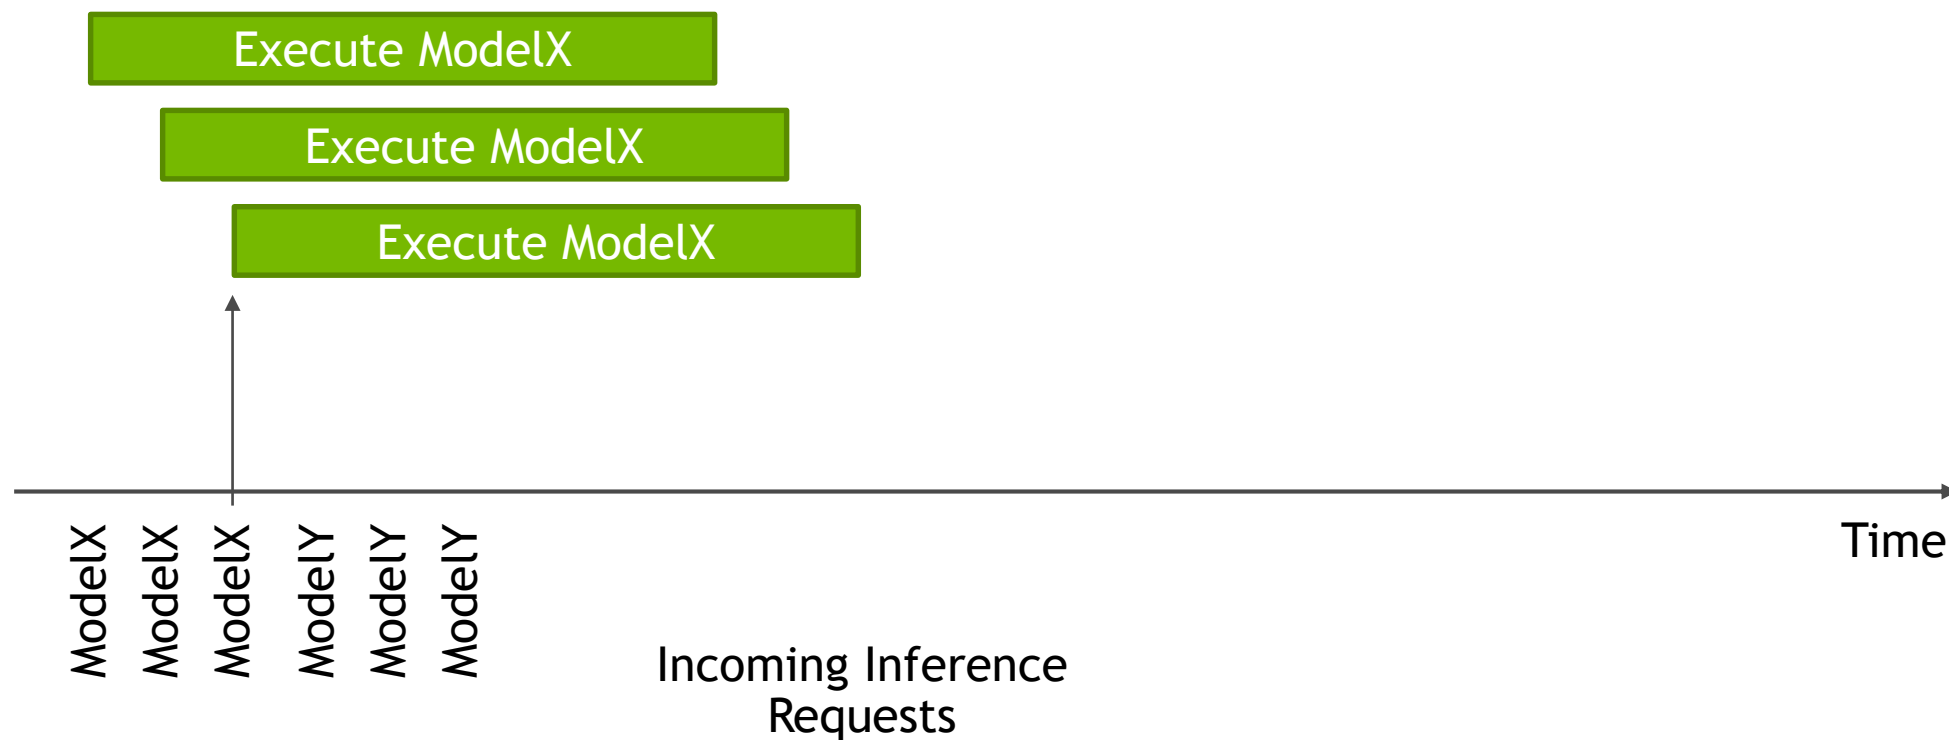 Execute ModelX
Execute ModelX
Execute ModelX
Time
ModelX
ModelX
ModelX
ModelY
ModelY
ModelY
Incoming Inference
Requests